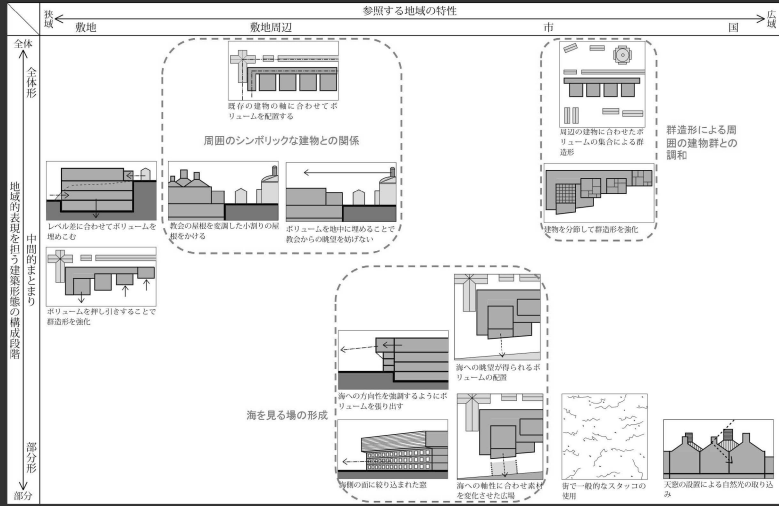 参照する地域の特性
狭域
広域
敷地
敷地周辺
市
国
全体
全体形
地域的表現を担う建築形態の構成段階
中間的まとまり
部分形
部分
既存の建物の軸に合わせてボ
リュームを配置する
周囲のシンボリックな建物との関係
周辺の建物に合わせたボ
リュームの集合による群
造形
群造形による周
囲の建物群との
調和
レベル差に合わせてボリュームを
埋めこむ
教会の屋根を変調した小割りの屋
根をかける
ボリュームを地中に埋めることで
教会からの眺望を妨げない
建物を分節して群造形を強化
ボリュームを押し引きすることで
群造形を強化
海への方向性を強調するようにボ
リュームを張り出す
海への眺望が得られるボ
リュームの配置
海を見る場の形成
海側の面に絞り込まれた窓
海への軸性に合わせ素材
を変化させた広場
街で一般的なスタッコの
使用
天窓の設置による自然光の取り込
み